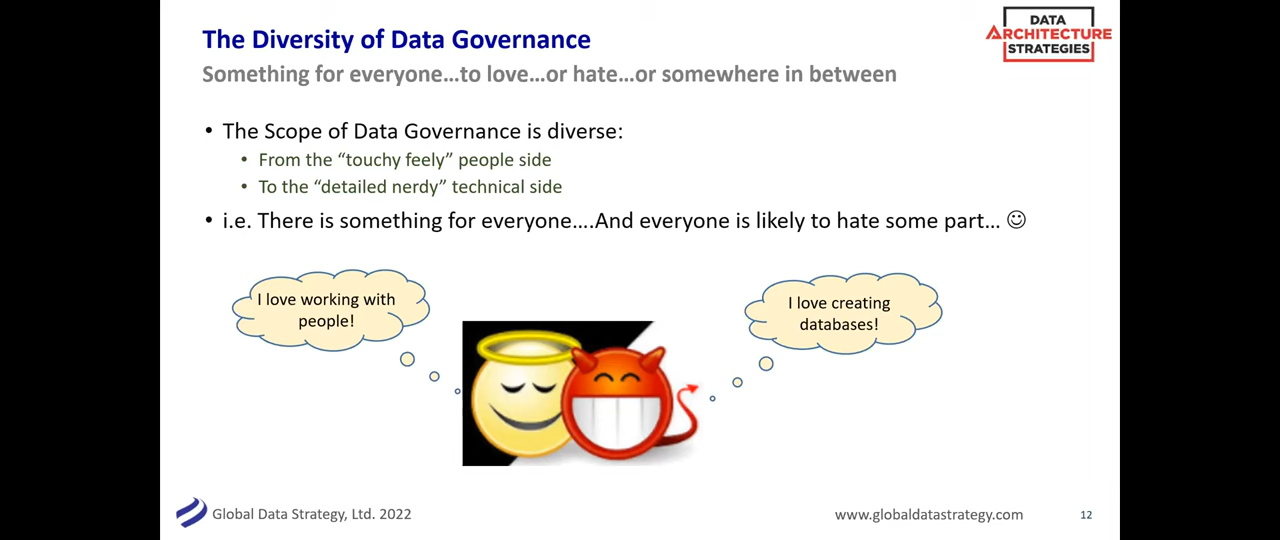 The Diversity of Data Governance
Something for everyone…to love…or hate…or somewhere in between
DATA
ARCHITECTURE
STRATEGIES
• The Scope of Data Governance is diverse:
• From the “touchy feely” people side
• To the “detailed nerdy” technical side
• i.e. There is something for everyone….And everyone is likely to hate some part… ☺
I love working with
people!
I love creating
databases!
Global Data Strategy, Ltd. 2022
www.globaldatastrategy.com
12